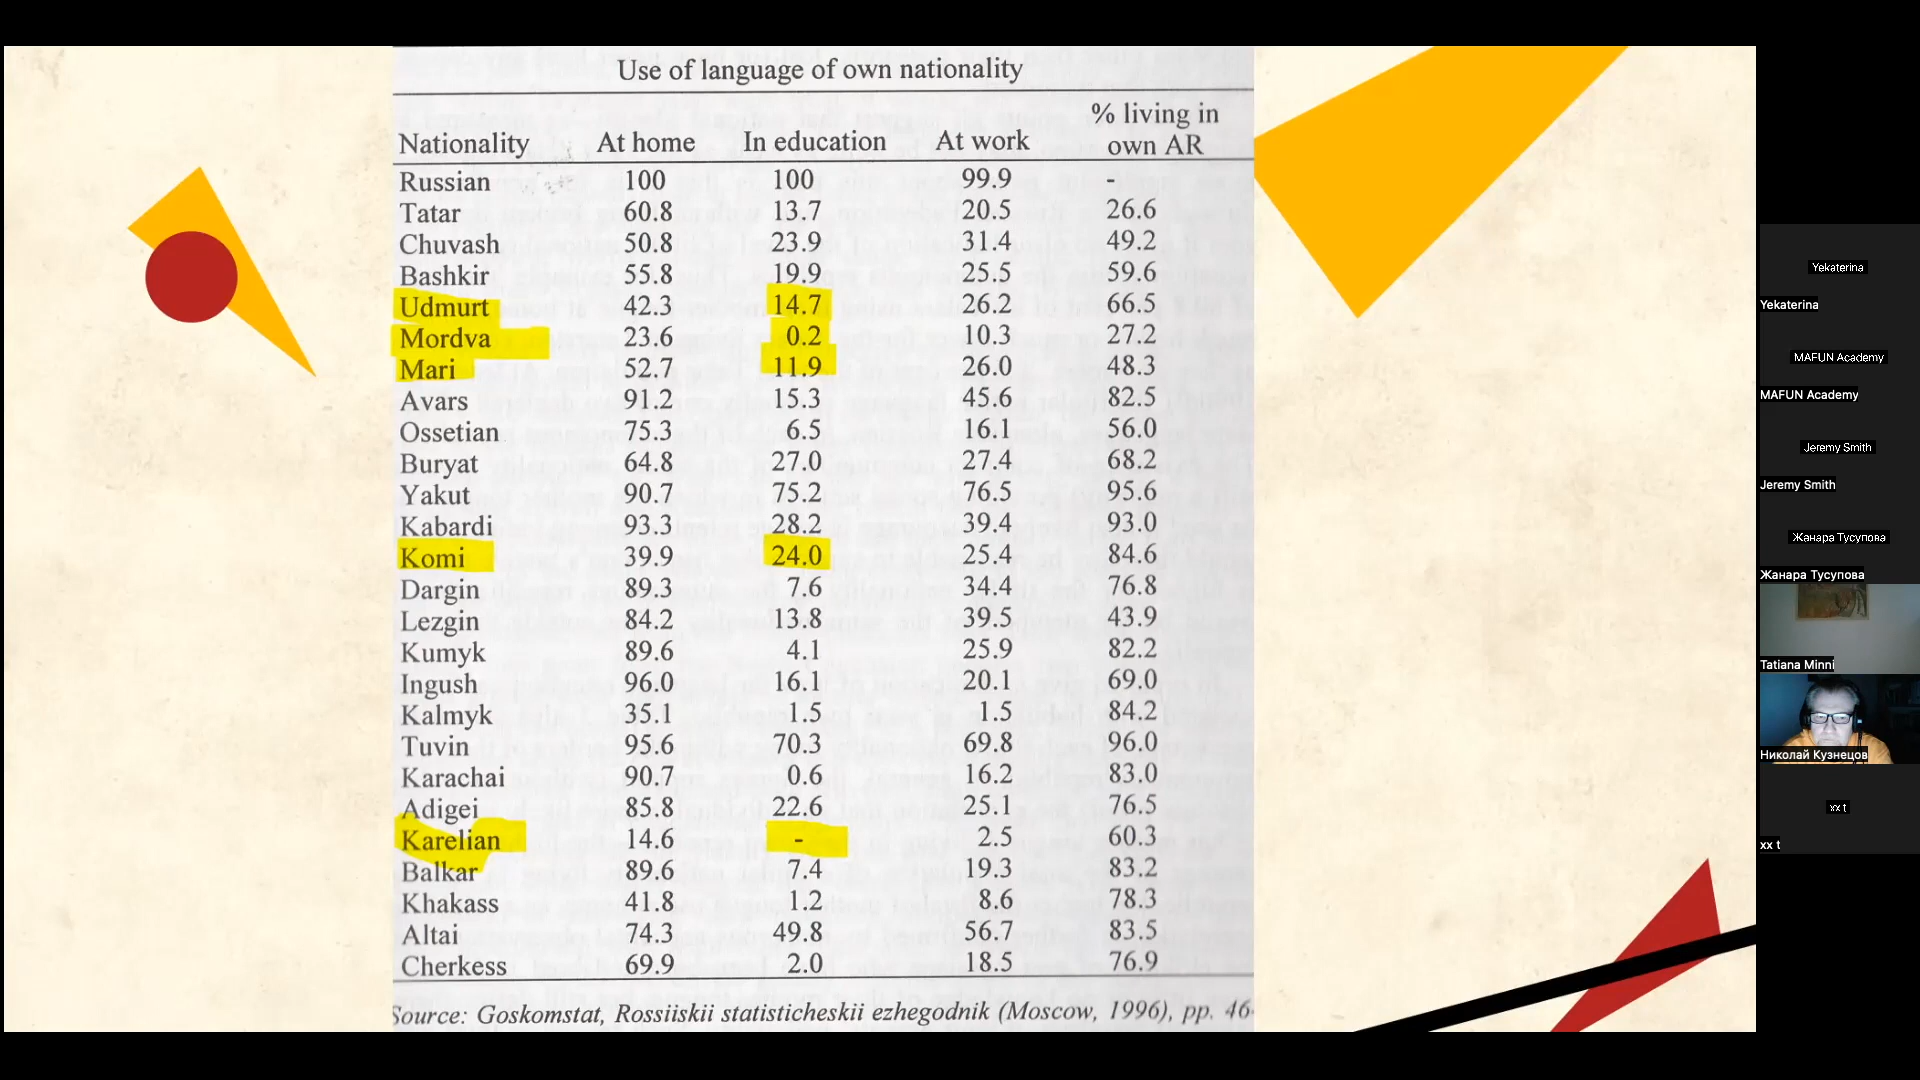 Use of language of own nationality
% living in
Nationality At home In education At work own AR
Russian 100 100 99.9 -
Tatar 60.8 13.7 20.5 26.6
Chuvash 50.8 23.9 31.4 49.2
Bashkir 55.8 19.9 25.5 59.6
Udmurt 42.3 14.7 26.2 66.5
Mordva 23.6 0.2 10.3 27.2
Mari 52.7 11.9 26.0 48.3
Avars 91.2 15.3 45.6 82.5
Ossetian 75.3 6.5 16.1 56.0
Buryat 64.8 27.0 27.4 68.2
Yakut 90.7 75.2 76.5 95.6
Kabardi 93.3 28.2 39.4 93.0
Komi 39.9 24.0 25.4 84.6
Dargin 89.3 7.6 34.4 76.8
Lezgin 84.2 13.8 39.5 43.9
Kumyk 89.6 4.1 25.9 82.2
Ingush 96.0 16.1 20.1 69.0
Kalmyk 35.1 1.5 1.5 84.2
Tuvin 95.6 70.3 69.8 96.0
Karachai 90.7 0.6 16.2 83.0
Adigei 85.8 22.6 25.1 76.5
Karelian 14.6 - 2.5 60.3
Balkar 89.6 7.4 19.3 83.2
Khakass 41.8 1.2 8.6 78.3
Altai 74.3 49.8 56.7 83.5
Cherkess 69.9 2.0 18.5 76.9
Source: Goskomstat, Rossiiskii statisticheskii ezhegodnik (Moscow, 1996), pp. 46-
Yekaterina
Yekaterina
MAFUN Academy
MAFUN Academy
Jeremy Smith
Jeremy Smith
Жанара Тусупова
Жанара Тусупова
Tatiana Minni
Николай Кузнецов
xx t
xx t